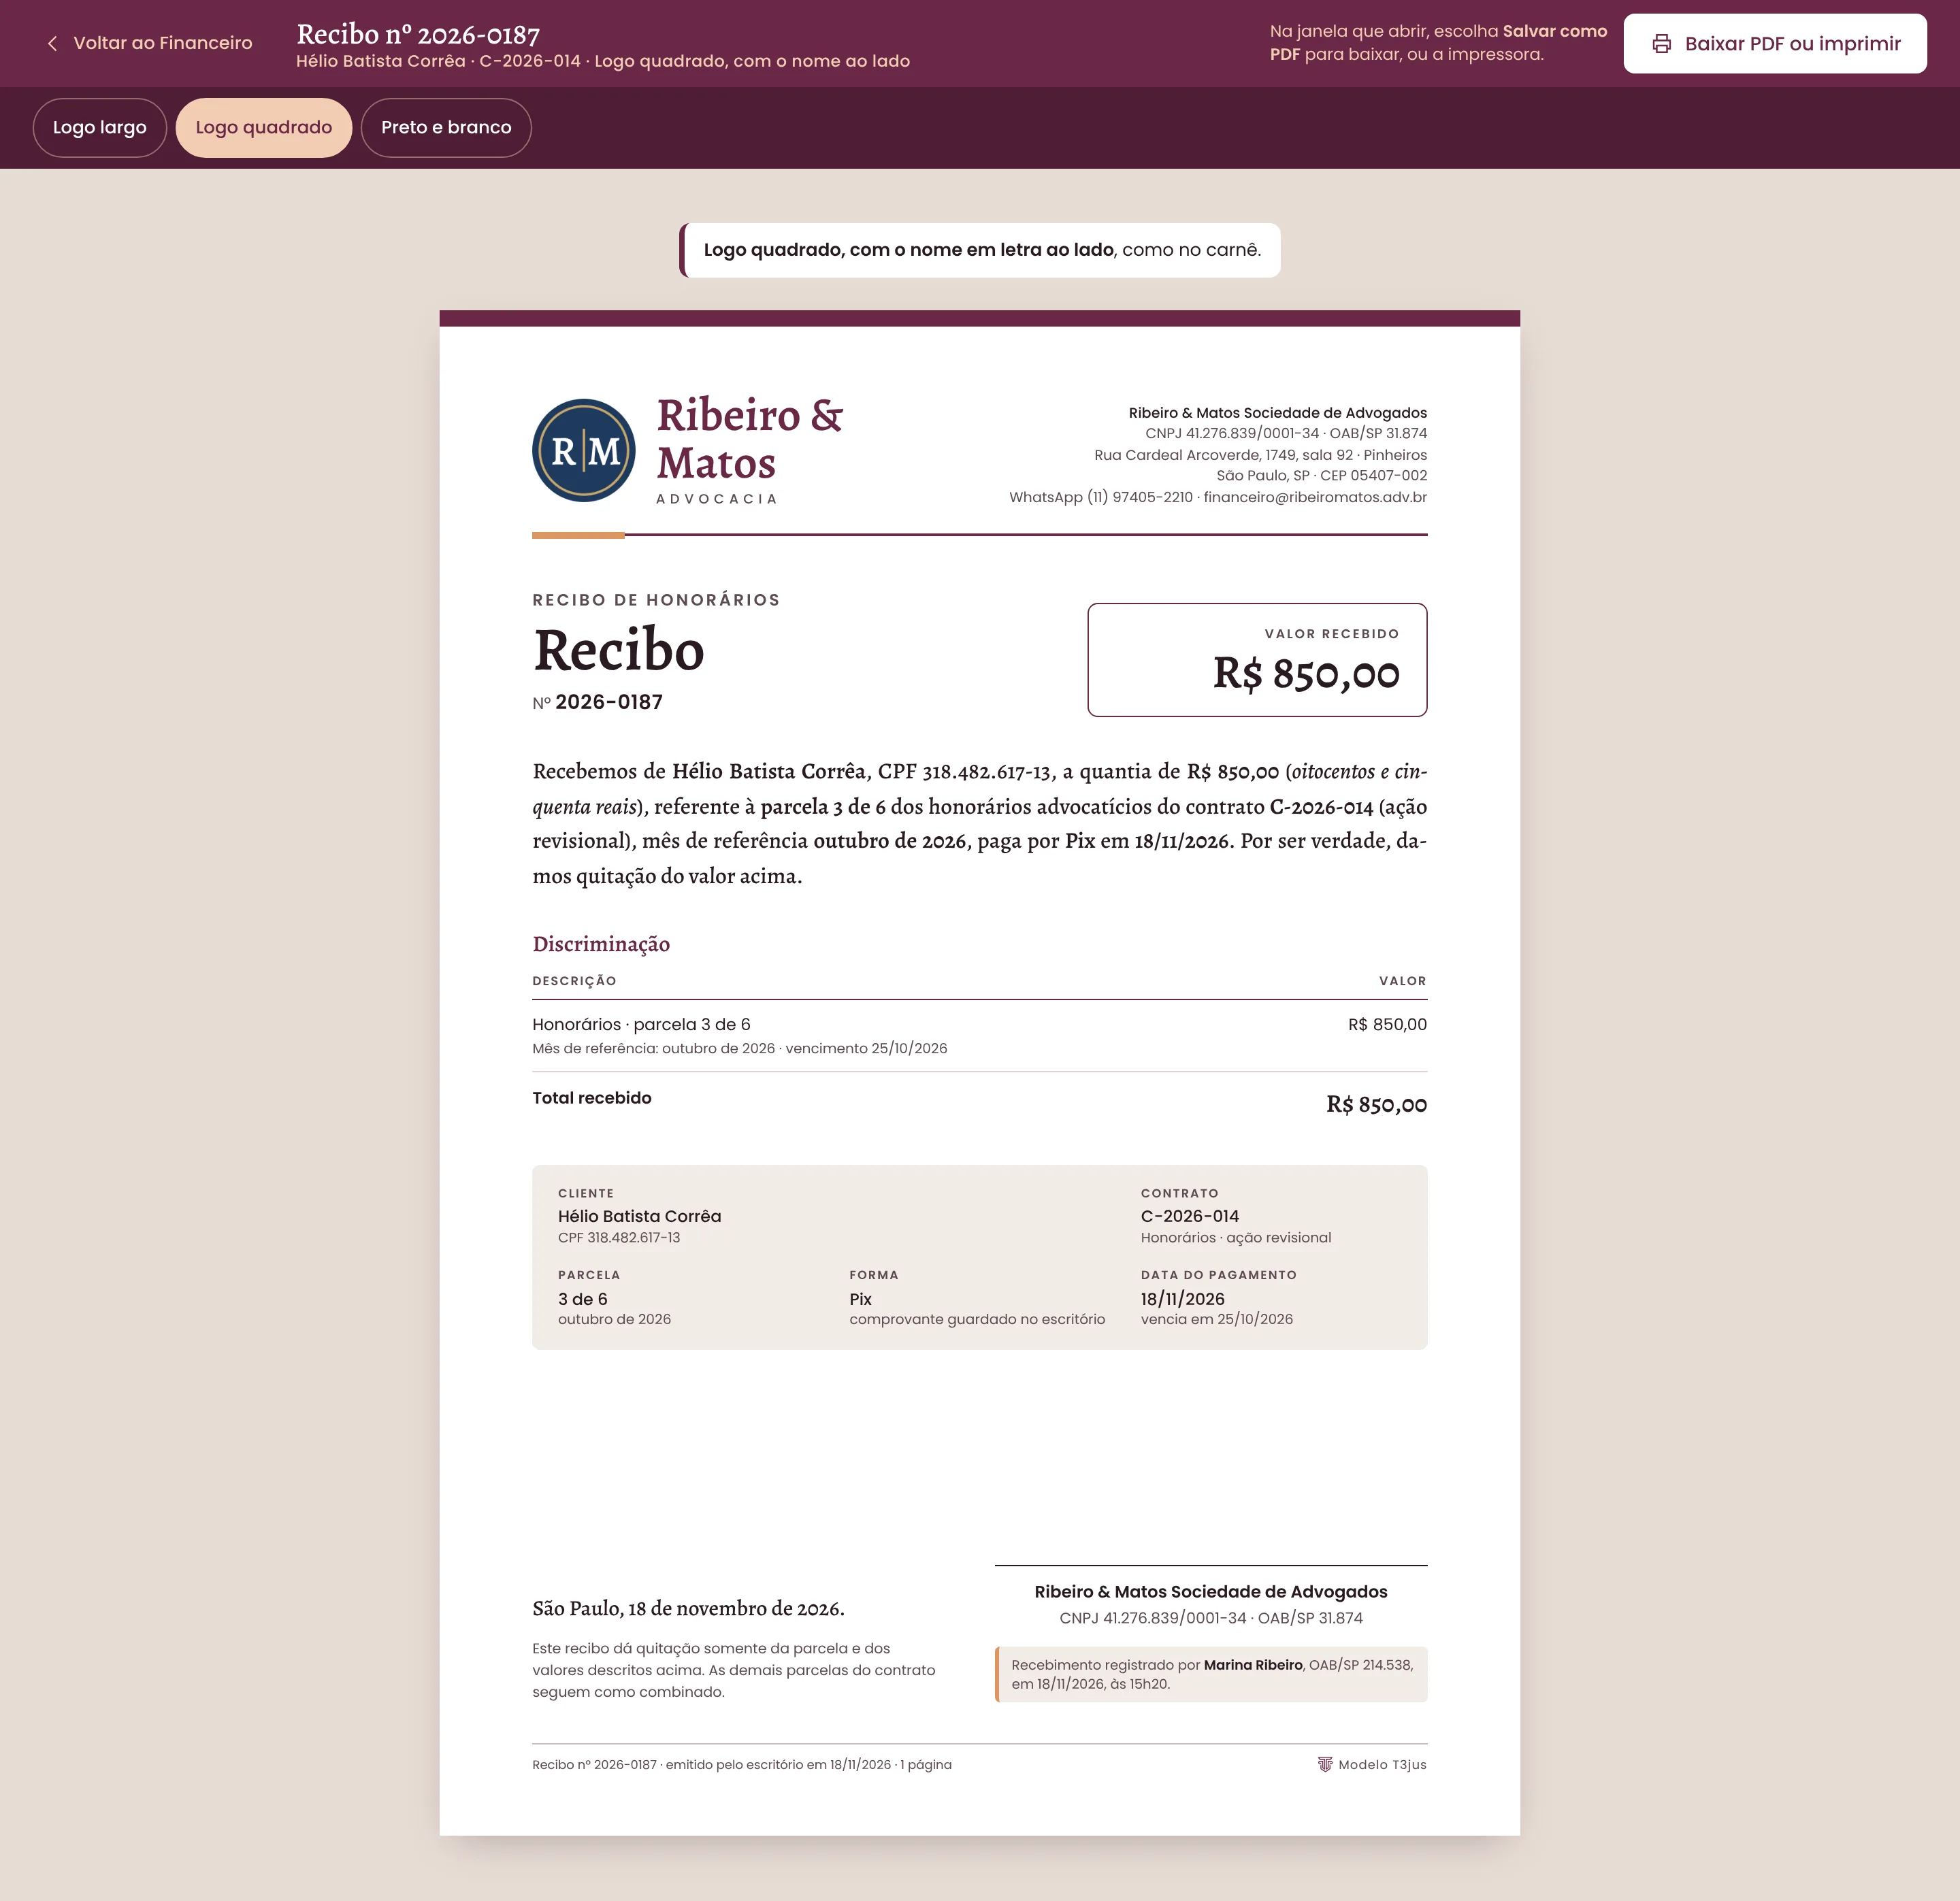 Voltar ao Financeiro
Recibo nº 2026-0187
Hélio Batista Corrêa · C-2026-014 · Logo quadrado, com o nome ao lado
Na janela que abrir, escolha Salvar como
PDF para baixar, ou a impressora.
Baixar PDF ou imprimir
Logo largo
Logo quadrado
Preto e branco
Logo quadrado, com o nome em letra ao lado, como no carnê.
R|M
Ribeiro &
Matos
ADVOCACIA
Ribeiro & Matos Sociedade de Advogados
CNPJ 41.276.839/0001-34 · OAB/SP 31.874
Rua Cardeal Arcoverde, 1749, sala 92 · Pinheiros
São Paulo, SP · CEP 05407-002
WhatsApp (11) 97405-2210 · financeiro@ribeiromatos.adv.br
RECIBO DE HONORÁRIOS
Recibo
Nº 2026-0187
VALOR RECEBIDO
R$ 850,00
Recebemos de Hélio Batista Corrêa, CPF 318.482.617-13, a quantia de R$ 850,00 (oitocentos e cin-
quenta reais), referente à parcela 3 de 6 dos honorários advocatícios do contrato C-2026-014 (ação
revisional), mês de referência outubro de 2026, paga por Pix em 18/11/2026. Por ser verdade, da-
mos quitação do valor acima.
Discriminação
DESCRIÇÃO VALOR
Honorários · parcela 3 de 6 R$ 850,00
Mês de referência: outubro de 2026 · vencimento 25/10/2026
Total recebido R$ 850,00
CLIENTE CONTRATO
Hélio Batista Corrêa C-2026-014
CPF 318.482.617-13 Honorários · ação revisional
PARCELA FORMA DATA DO PAGAMENTO
3 de 6 Pix 18/11/2026
outubro de 2026 comprovante guardado no escritório vencia em 25/10/2026
São Paulo, 18 de novembro de 2026.
Este recibo dá quitação somente da parcela e dos
valores descritos acima. As demais parcelas do contrato
seguem como combinado.
Ribeiro & Matos Sociedade de Advogados
CNPJ 41.276.839/0001-34 · OAB/SP 31.874
Recebimento registrado por Marina Ribeiro, OAB/SP 214.538,
em 18/11/2026, às 15h20.
Recibo nº 2026-0187 · emitido pelo escritório em 18/11/2026 · 1 página
Modelo T3jus